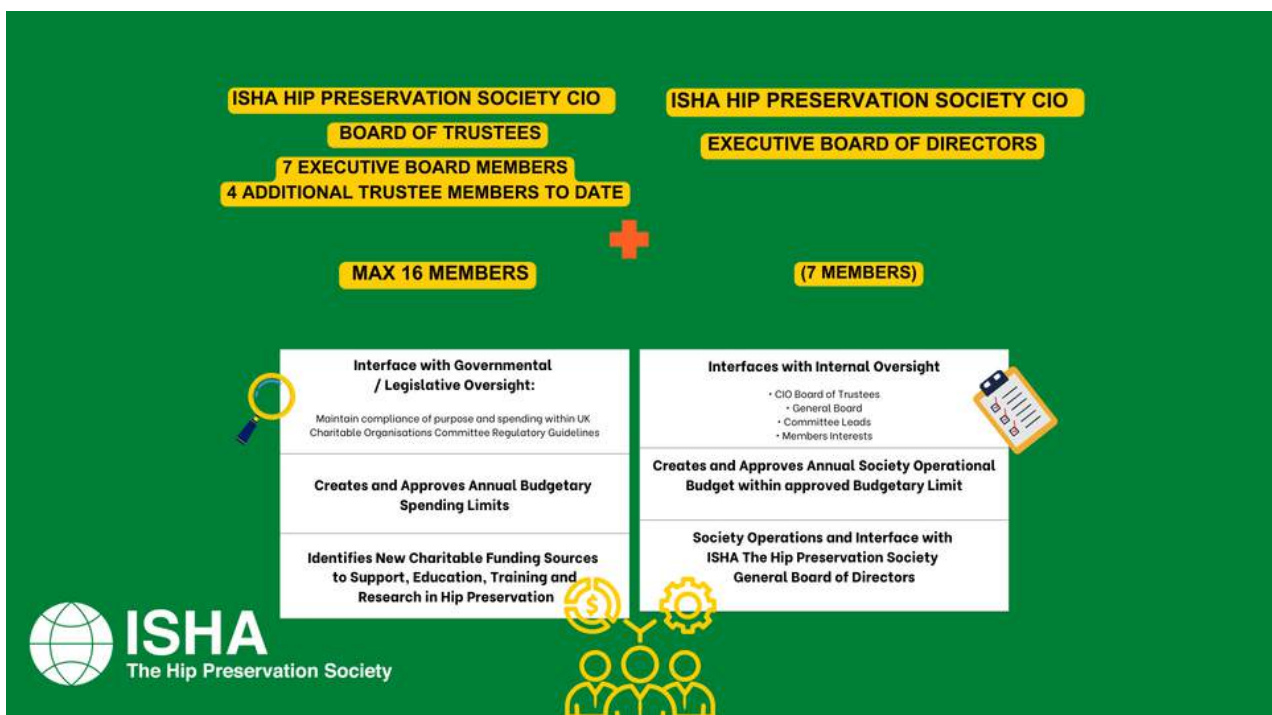 ISHA HIP PRESERVATION SOCIETY CIO
BOARD OF TRUSTEES
7 EXECUTIVE BOARD MEMBERS
4 ADDITIONAL TRUSTEE MEMBERS TO DATE
MAX 16 MEMBERS
ISHA HIP PRESERVATION SOCIETY CIO
EXECUTIVE BOARD OF DIRECTORS
(7 MEMBERS)
Interface with Governmental
/ Legislative Oversight:
Maintain compliance of purpose and spending within UK
Charitable Organisations Committee Regulatory Guidelines
Creates and Approves Annual Budgetary
Spending Limits
Identifies New Charitable Funding Sources
to Support, Education, Training and
Research in Hip Preservation
Interfaces with Internal Oversight
• CIO Board of Trustees
• General Board
• Committee Leads
• Members Interests
Creates and Approves Annual Society Operational
Budget within approved Budgetary Limit
Society Operations and Interface with
ISHA The Hip Preservation Society
General Board of Directors
$
ISHA
The Hip Preservation Society